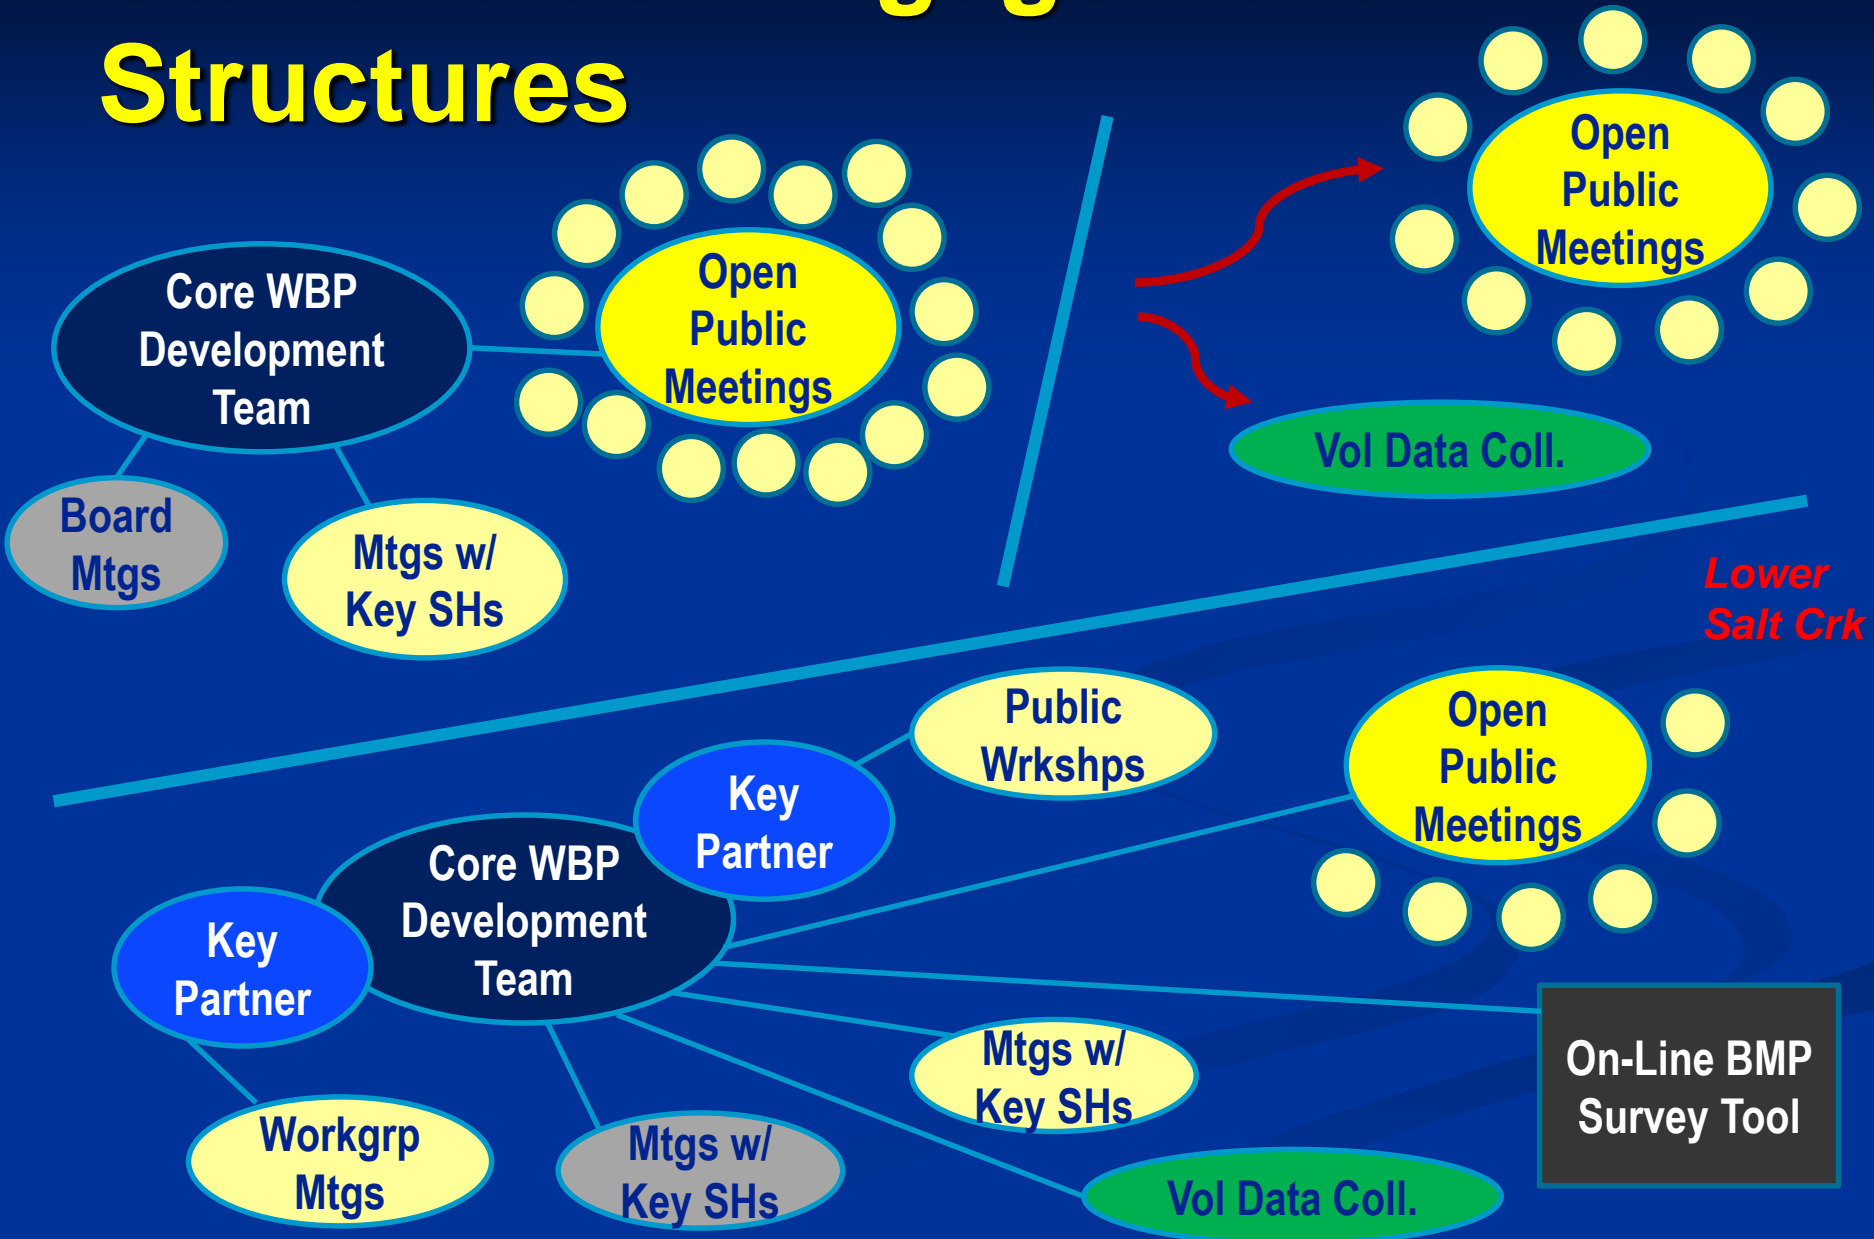 Structures
Open
Public
Meetings
Open
Public
Meetings
Core WBP
Development
Team
Vol Data Coll.
Board
Mtgs
Mtgs w/
Key SHs
Lower
Salt Crk
Public
Wrkshps
Open
Public
Meetings
Key
Partner
Core WBP
Development
Team
Key
Partner
Mtgs w/
Key SHs
On-Line BMP
Survey Tool
Workgrp
Mtgs
Mtgs w/
Key SHs
Vol Data Coll.